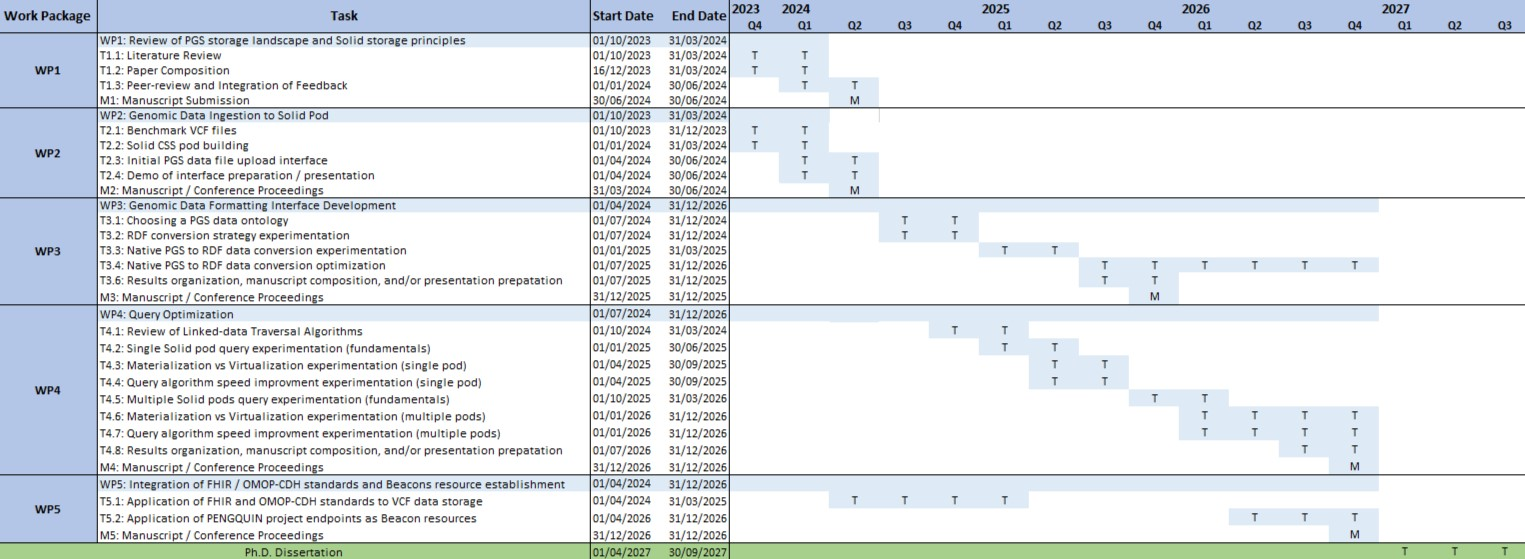 Work Package Task Start Date End Date 2023 2024 2025 2026 2027
Q4 Q1 Q2 Q3 Q4 Q1 Q2 Q3 Q4 Q1 Q2 Q3 Q4 Q1 Q2 Q3
WP1
WP1: Review of PGS storage landscape and Solid storage principles 01/10/2023 31/03/2024
T1.1: Literature Review 01/10/2023 31/03/2024 T T
T1.2: Paper Composition 16/12/2023 31/03/2024 T T
T1.3: Peer-review and Integration of Feedback 01/01/2024 30/06/2024 T T
M1: Manuscript Submission 30/06/2024 30/06/2024 M
WP2
WP2: Genomic Data Ingestion to Solid Pod 01/10/2023 31/03/2024
T2.1: Benchmark VCF files 01/10/2023 31/12/2023 T T
T2.2: Solid CSS pod building 01/01/2024 31/03/2024 T T
T2.3: Initial PGS data file upload interface 01/04/2024 30/06/2024 T T
T2.4: Demo of interface preparation / presentation 01/04/2024 30/06/2024 T T
M2: Manuscript / Conference Proceedings 31/03/2024 30/06/2024 M
WP3
WP3: Genomic Data Formatting Interface Development 01/04/2024 31/12/2026
T3.1: Choosing a PGS data ontology 01/07/2024 31/12/2024 T T
T3.2: RDF conversion strategy experimentation 01/07/2024 31/12/2024 T T
T3.3: Native PGS to RDF data conversion experimentation 01/01/2025 31/03/2025 T T
T3.4: Native PGS to RDF data conversion optimization 01/07/2025 31/12/2026 T T T T T T
T3.6: Results organization, manuscript composition, and/or presentation prepatation 01/07/2025 31/12/2025 T T
M3: Manuscript / Conference Proceedings 31/12/2025 31/12/2025 M
WP4
WP4: Query Optimization 01/07/2024 31/12/2026
T4.1: Review of Linked-data Traversal Algorithms 01/10/2024 31/03/2024 T T
T4.2: Single Solid pod query experimentation (fundamentals) 01/01/2025 30/06/2025 T T
T4.3: Materialization vs Virtualization experimentation (single pod) 01/04/2025 30/09/2025 T T
T4.4: Query algorithm speed improvment experimentation (single pod) 01/04/2025 30/09/2025 T T
T4.5: Multiple Solid pods query experimentation (fundamentals) 01/10/2025 31/03/2026 T T
T4.6: Materialization vs Virtualization experimentation (multiple pods) 01/01/2026 31/12/2026 T T T T
T4.7: Query algorithm speed improvment experimentation (multiple pods) 01/01/2026 31/12/2026 T T T T
T4.8: Results organization, manuscript composition, and/or presentation prepatation 01/07/2026 31/12/2026 T T
M4: Manuscript / Conference Proceedings 31/12/2026 31/12/2026 M
WP5
WP5: Integration of FHIR / OMOP-CDH standards and Beacons resource establishment 01/04/2024 31/12/2026
T5.1: Application of FHIR and OMOP-CDH standards to VCF data storage 01/04/2024 31/03/2025 T T T T
T5.2: Application of PENGQUIN project endpoints as Beacon resources 01/04/2026 31/12/2026 T T T
M5: Manuscript / Conference Proceedings 31/12/2026 31/12/2026 M
Ph.D. Dissertation 01/04/2027 30/09/2027 T T T